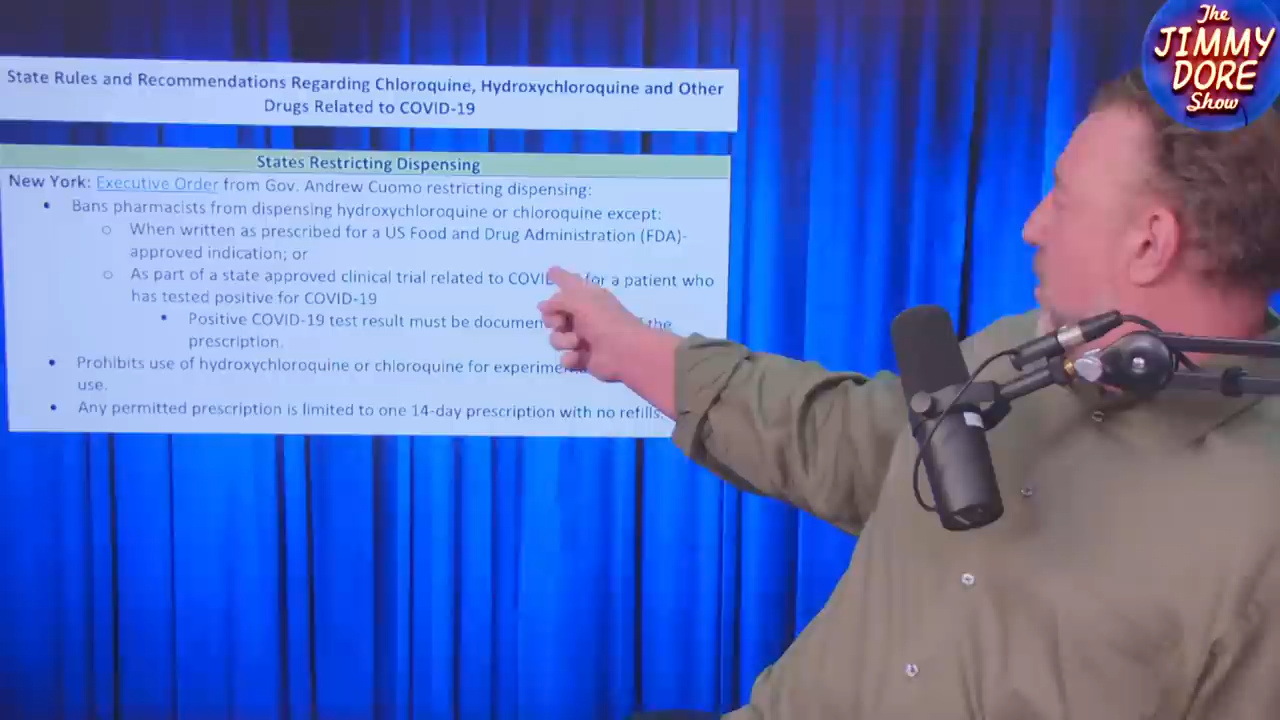 The
JIMMY
DORE
Show
State Rules and Recommendations Regarding Chloroquine, Hydroxychloroquine and Other
Drugs Related to COVID-19
States Restricting Dispensing
New York: Executive Order from Gov. Andrew Cuomo restricting dispensing:
• Bans pharmacists from dispensing hydroxychloroquine or chloroquine except:
o When written as prescribed for a US Food and Drug Administration (FDA)-
approved indication; or
o As part of a state approved clinical trial related to for a patient who
has tested positive for COVID-19
▪ Positive COVID-19 test result must be the
prescription.
• Prohibits use of hydroxychloroquine or chloroquine for
use.
• Any permitted prescription is limited to one 14-day prescription with no refills.